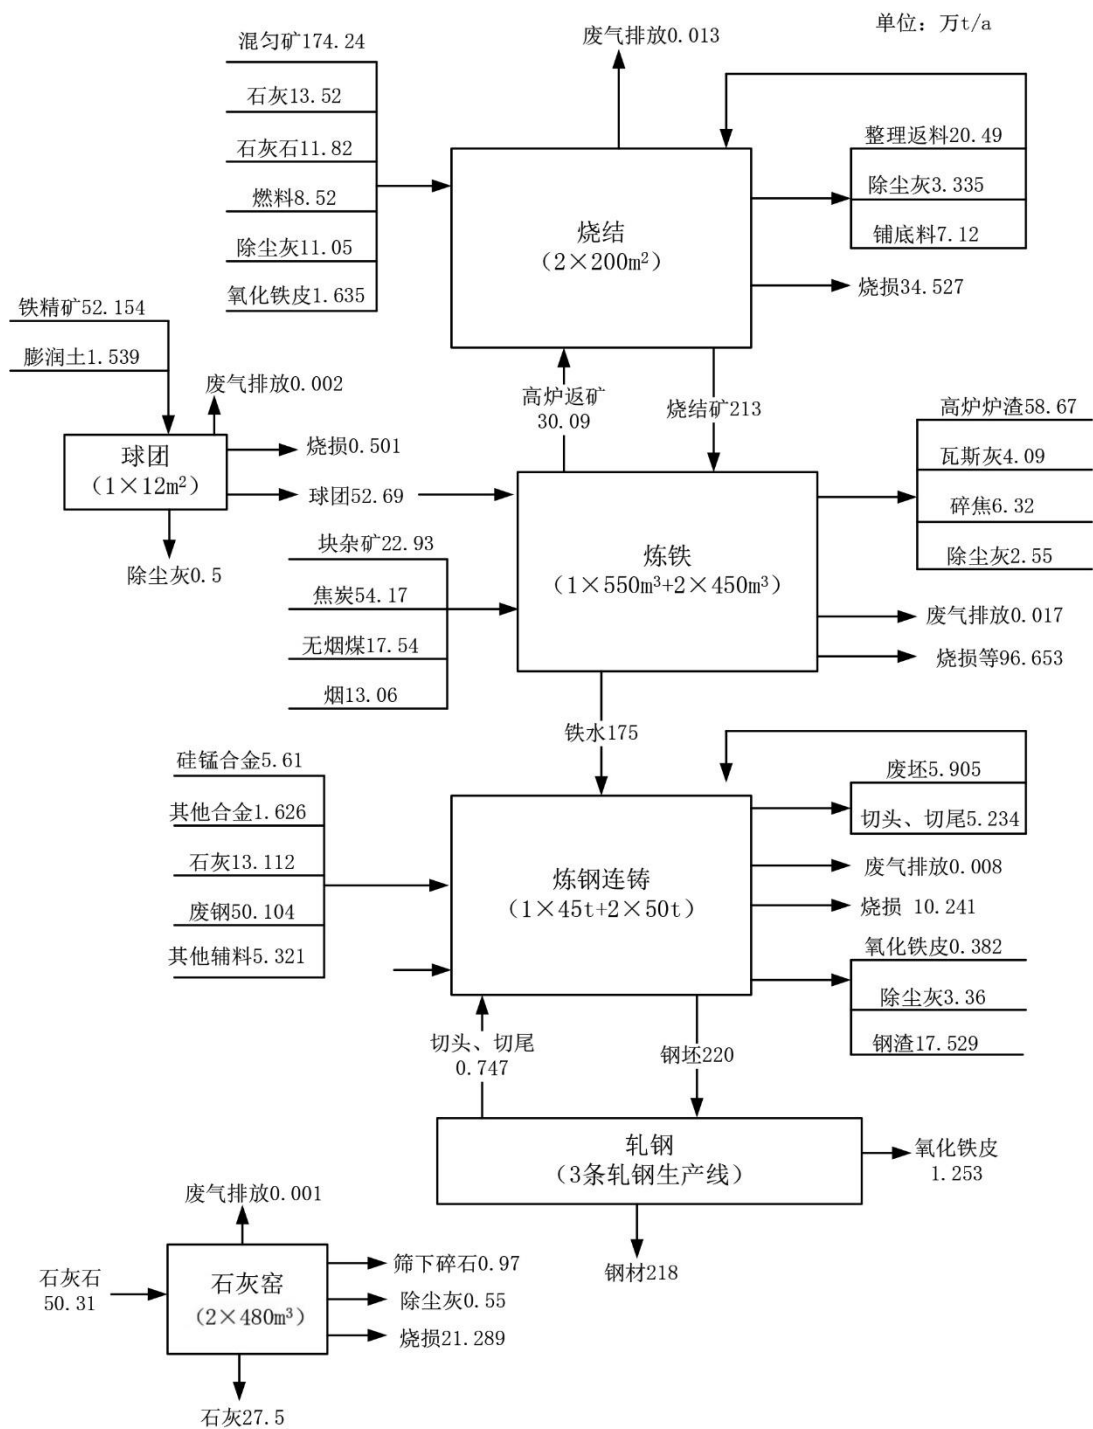 单位：万t/a
混匀矿174.24
石灰13.52
石灰石11.82
燃料8.52
除尘灰11.05
氧化铁皮1.635
废气排放0.013
烧结
（2×200m²）
整理返料20.49
除尘灰3.335
铺底料7.12
烧损34.527
铁精矿52.154
膨润土1.539
废气排放0.002
球团
（1×12m²）
烧损0.501
球团52.69
除尘灰0.5
高炉返矿
30.09
烧结矿213
块杂矿22.93
焦炭54.17
无烟煤17.54
烟13.06
炼铁
（1×550m³+2×450m³）
高炉炉渣58.67
瓦斯灰4.09
碎焦6.32
除尘灰2.55
废气排放0.017
烧损等96.653
铁水175
硅锰合金5.61
其他合金1.626
石灰13.112
废钢50.104
其他辅料5.321
炼钢连铸
（1×45t+2×50t）
废坯5.905
切头、切尾5.234
废气排放0.008
烧损 10.241
氧化铁皮0.382
除尘灰3.36
钢渣17.529
切头、切尾
0.747
钢坯220
轧钢
（3条轧钢生产线）
氧化铁皮
1.253
钢材218
废气排放0.001
石灰石
50.31
石灰窑
（2×480m³）
筛下碎石0.97
除尘灰0.55
烧损21.289
石灰27.5